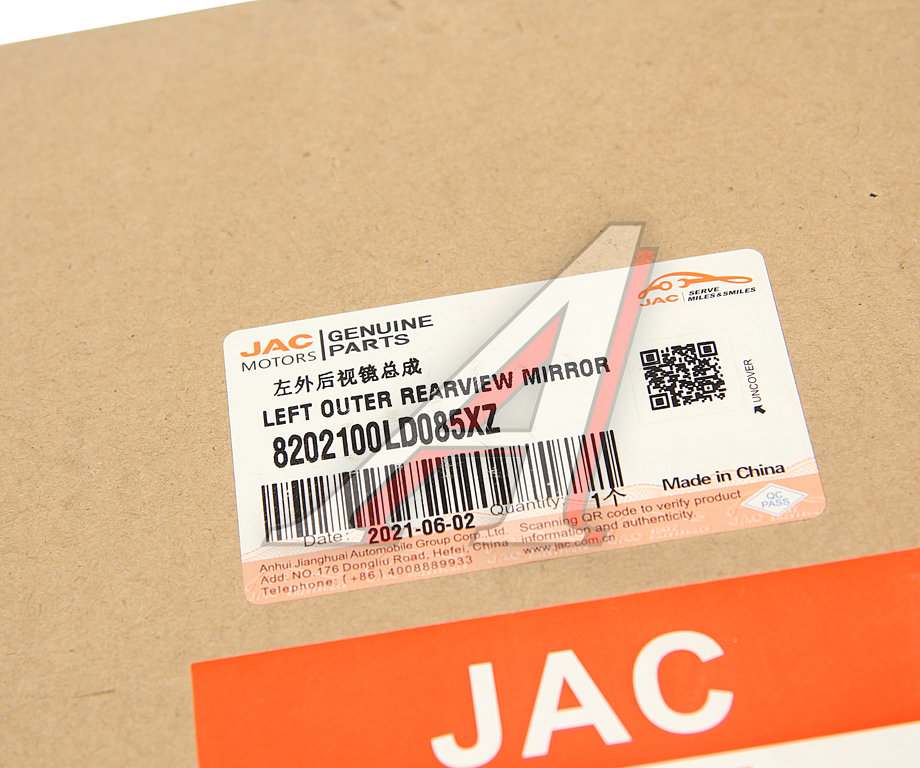 JAC MOTORS GENUINE PARTS
JAC SERVE MILES&SMILES
左外后视镜总成
LEFT OUTER REARVIEW MIRROR
8202100LD085XZ
UNCOVER
Made in China
Quantity: 1个
Date: 2021-06-02
QC PASS
Scanning QR code to verify product
information and authenticity.
www.jac.com.cn
Anhui Jianghuai Automobile Group Corp., Ltd.
Add: NO.176 Dongliu Road, Hefei, China
Telephone: (+86) 4008889933
JAC